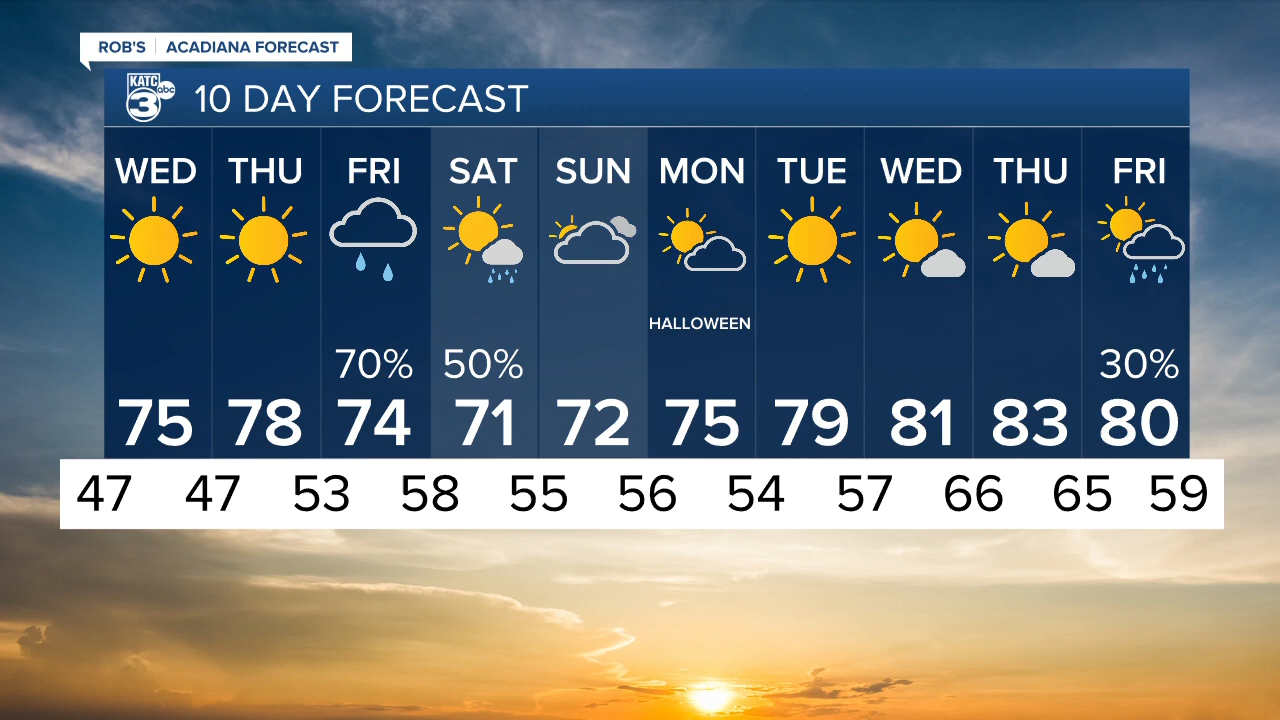 ROB'S | ACADIANA FORECAST
KATC abc
3
10 DAY FORECAST
WED THU FRI SAT SUN MON TUE WED THU FRI
HALLOWEEN
70% 50% 30%
75 78 74 71 72 75 79 81 83 80
47 47 53 58 55 56 54 57 66 65 59